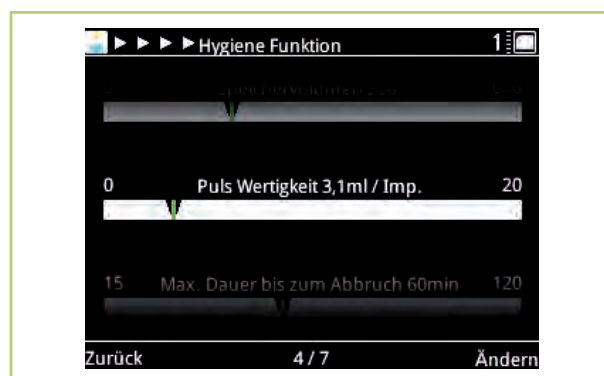 Hygiene Funktion 1
0 Puls Wertigkeit 3,1ml / Imp. 20
15 Max. Dauer bis zum Abbruch 60min 120
Zurück 4 / 7 Ändern